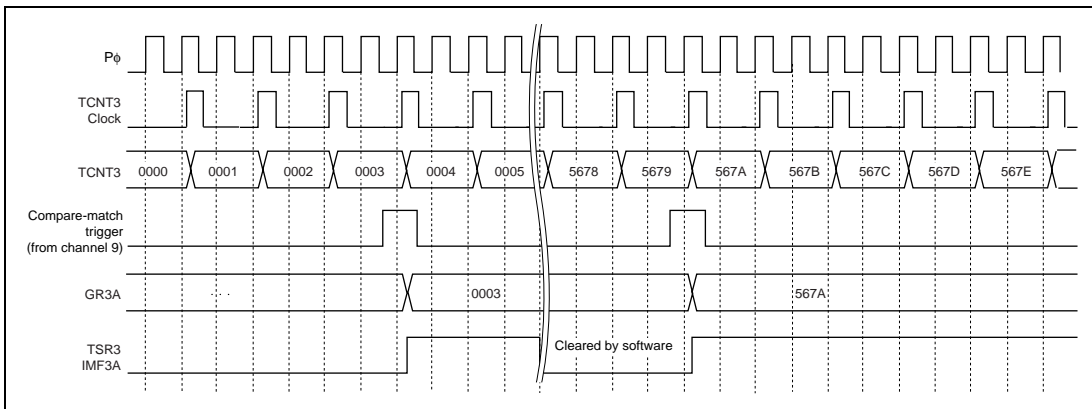 Pϕ
TCNT3
Clock
TCNT3
0000 0001 0002 0003 0004 0005 5678 5679 567A 567B 567C 567D 567E
Compare-match
trigger
(from channel 9)
GR3A
.... 0003 567A
TSR3
IMF3A
Cleared by software